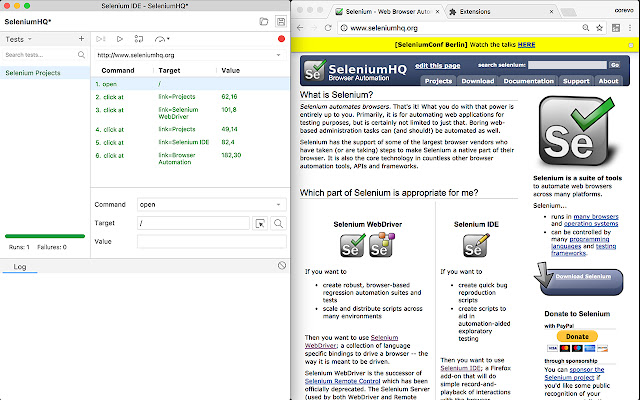 Selenium IDE - SeleniumHQ*
SeleniumHQ*
Tests
Search tests...
Selenium Projects
Runs: 1 Failures: 0
http://www.seleniumhq.org
Command Target Value
1. open /
2. click at link=Projects 62,16
3. click at link=Selenium WebDriver 101,8
4. click at link=Projects 49,14
5. click at link=Selenium IDE 82,4
6. click at link=Browser Automation 182,30
Command open
Target /
Value
Log
Selenium - Web Browser Autom
Extensions
corevo
www.seleniumhq.org
[SeleniumConf Berlin] Watch the talks HERE
SeleniumHQ
Browser Automation
edit this page
search selenium:
Go
Projects Download Documentation Support About
What is Selenium?
Selenium automates browsers. That's it! What you do with that power is
entirely up to you. Primarily, it is for automating web applications for
testing purposes, but is certainly not limited to just that. Boring web-
based administration tasks can (and should!) be automated as well.
Selenium has the support of some of the largest browser vendors who
have taken (or are taking) steps to make Selenium a native part of their
browser. It is also the core technology in countless other browser
automation tools, APIs and frameworks.
Which part of Selenium is appropriate for me?
Selenium WebDriver
If you want to
create robust, browser-based
regression automation suites and
tests
scale and distribute scripts across
many environments
Then you want to use Selenium
WebDriver; a collection of language
specific bindings to drive a browser -- the
way it is meant to be driven.
Selenium WebDriver is the successor of
Selenium Remote Control which has been
officially deprecated. The Selenium Server
(used by both WebDriver and Remote
Selenium IDE
If you want to
create quick bug
reproduction
scripts
create scripts to
aid in
automation-aided
exploratory
testing
Then you want to use
Selenium IDE; a Firefox
add-on that will do
simple record-and-
playback of interactions
with the browser
Se
Selenium is a suite of tools
to automate web browsers
across many platforms.
Selenium...
runs in many browsers
and operating systems
can be controlled by
many programming
languages and testing
frameworks.
Download Selenium
Donate to Selenium
with PayPal
Donate
through sponsorship
You can sponsor the
Selenium project if
you'd like some public
recognition of your